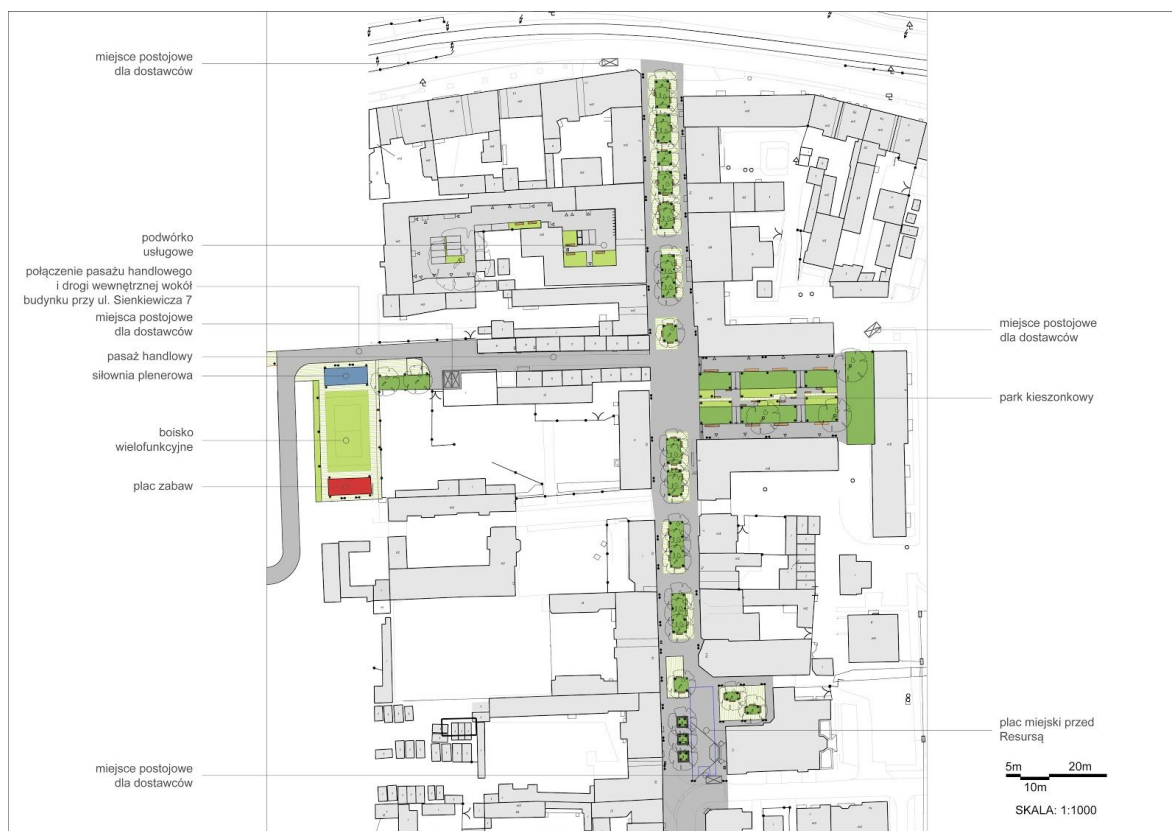 miejsce postojowe
dla dostawców
podwórko
usługowe
połączenie pasażu handlowego
i drogi wewnętrznej wokół
budynku przy ul. Sienkiewicza 7
miejsca postojowe
dla dostawców
pasaż handlowy
siłownia plenerowa
boisko
wielofunkcyjne
plac zabaw
miejsce postojowe
dla dostawców
miejsce postojowe
dla dostawców
park kieszonkowy
plac miejski przed
Resursą
5m 20m
10m
SKALA: 1:1000